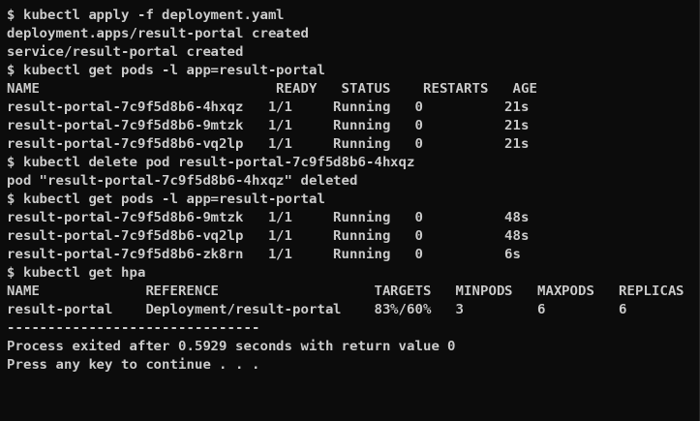 $ kubectl apply -f deployment.yaml
deployment.apps/result-portal created
service/result-portal created
$ kubectl get pods -l app=result-portal
NAME                             READY   STATUS    RESTARTS   AGE
result-portal-7c9f5d8b6-4hxqz   1/1     Running   0          21s
result-portal-7c9f5d8b6-9mtzk   1/1     Running   0          21s
result-portal-7c9f5d8b6-vq2lp   1/1     Running   0          21s
$ kubectl delete pod result-portal-7c9f5d8b6-4hxqz
pod "result-portal-7c9f5d8b6-4hxqz" deleted
$ kubectl get pods -l app=result-portal
result-portal-7c9f5d8b6-9mtzk   1/1     Running   0          48s
result-portal-7c9f5d8b6-vq2lp   1/1     Running   0          48s
result-portal-7c9f5d8b6-zk8rn   1/1     Running   0          6s
$ kubectl get hpa
NAME             REFERENCE                   TARGETS   MINPODS   MAXPODS   REPLICAS
result-portal    Deployment/result-portal    83%/60%   3         6         6
-------------------------------
Process exited after 0.5929 seconds with return value 0
Press any key to continue . . .